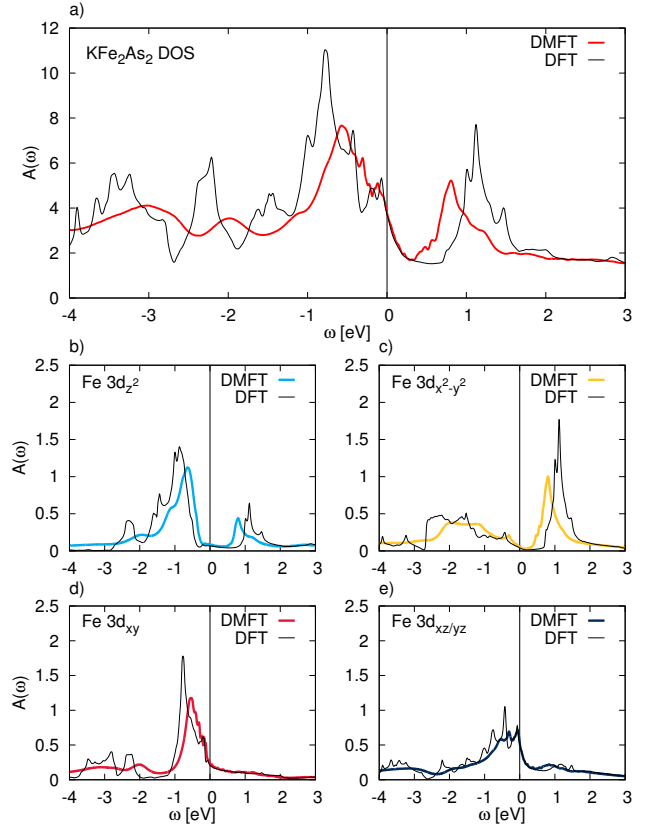 a)
KFe₂As₂ DOS
DMFT
DFT
A(ω)
12
10
8
6
4
2
0
-4 -3 -2 -1 0 1 2 3
ω [eV]
b)
Fe 3d_z²
DMFT
DFT
A(ω)
2.5
2
1.5
1
0.5
0
-4 -3 -2 -1 0 1 2 3
c)
Fe 3d_x²-y²
DMFT
DFT
2.5
2
1.5
1
0.5
0
-4 -3 -2 -1 0 1 2 3
d)
Fe 3d_xy
DMFT
DFT
A(ω)
2.5
2
1.5
1
0.5
0
-4 -3 -2 -1 0 1 2 3
ω [eV]
e)
Fe 3d_xz/yz
DMFT
DFT
2.5
2
1.5
1
0.5
0
-4 -3 -2 -1 0 1 2 3
ω [eV]